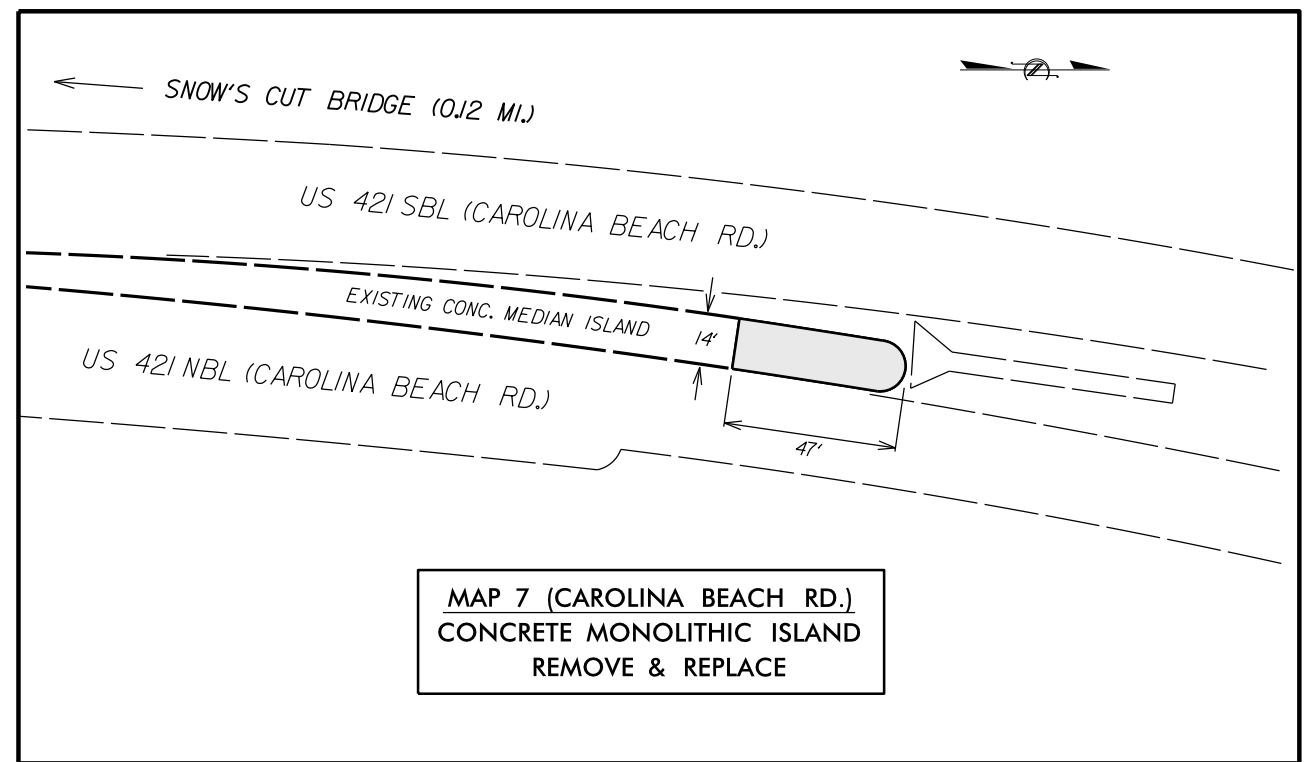 SNOW'S CUT BRIDGE (0.12 MI.)
US 421 SBL (CAROLINA BEACH RD.)
EXISTING CONC. MEDIAN ISLAND
14'
US 421 NBL (CAROLINA BEACH RD.)
47'
MAP 7 (CAROLINA BEACH RD.)
CONCRETE MONOLITHIC ISLAND
REMOVE & REPLACE